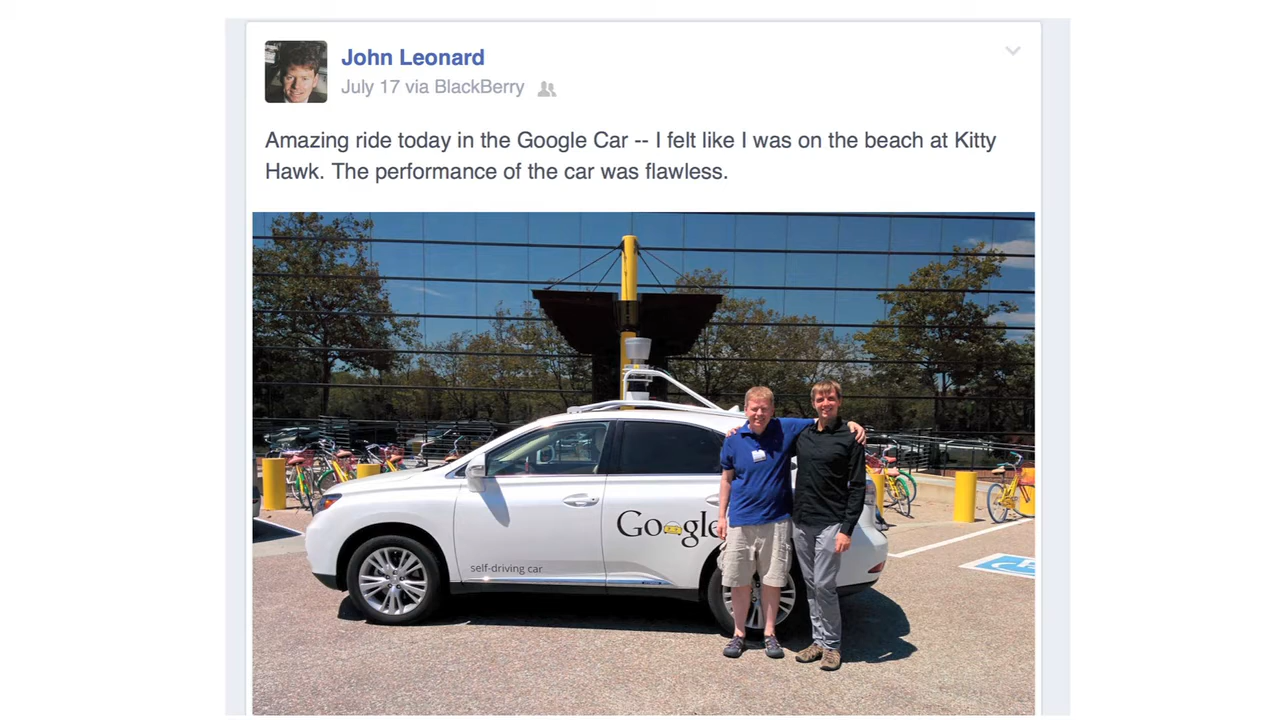 John Leonard
July 17 via BlackBerry
Amazing ride today in the Google Car -- I felt like I was on the beach at Kitty
Hawk. The performance of the car was flawless.
Google
self-driving car